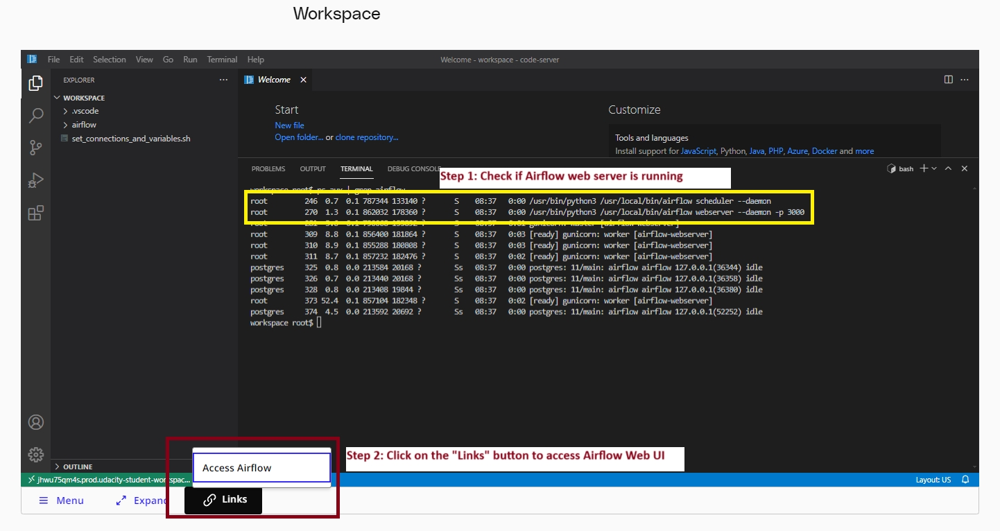 Workspace
File Edit Selection View Go Run Terminal Help
Welcome - workspace - code-server
EXPLORER
WORKSPACE
.vscode
airflow
set_connections_and_variables.sh
OUTLINE
Welcome
Start
New file
Open folder... or clone repository...
Customize
Tools and languages
Install support for JavaScript, Python, Java, PHP, Azure, Docker and more
PROBLEMS OUTPUT TERMINAL DEBUG CONSOLE
Step 1: Check if Airflow web server is running
bash
workspace root$ ps aux | grep airflow
root 246 0.7 0.1 787344 133140 ? S 08:37 0:00 /usr/bin/python3 /usr/local/bin/airflow scheduler --daemon
root 270 1.3 0.1 862032 178360 ? S 08:37 0:00 /usr/bin/python3 /usr/local/bin/airflow webserver --daemon -p 3000
root S 08:37 0:01 gunicorn: master [airflow-webserver]
root 309 8.8 0.1 856400 181864 ? S 08:37 0:03 [ready] gunicorn: worker [airflow-webserver]
root 310 8.9 0.1 855288 180808 ? S 08:37 0:03 [ready] gunicorn: worker [airflow-webserver]
root 311 8.7 0.1 857232 182476 ? S 08:37 0:02 [ready] gunicorn: worker [airflow-webserver]
postgres 325 0.8 0.0 213584 20168 ? Ss 08:37 0:00 postgres: 11/main: airflow airflow 127.0.0.1(36344) idle
postgres 326 0.7 0.0 213440 20168 ? Ss 08:37 0:00 postgres: 11/main: airflow airflow 127.0.0.1(36358) idle
postgres 328 0.8 0.0 213408 19844 ? Ss 08:37 0:00 postgres: 11/main: airflow airflow 127.0.0.1(36380) idle
root 373 52.4 0.1 857104 182348 ? S 08:37 0:02 [ready] gunicorn: worker [airflow-webserver]
postgres 374 4.5 0.0 213592 20692 ? Ss 08:37 0:00 postgres: 11/main: airflow airflow 127.0.0.1(52252) idle
workspace root$
Step 2: Click on the "Links" button to access Airflow Web UI
Access Airflow
jhwu75qm4s.prod.udacity-student-workspac...
Layout: US
Menu Expand Links